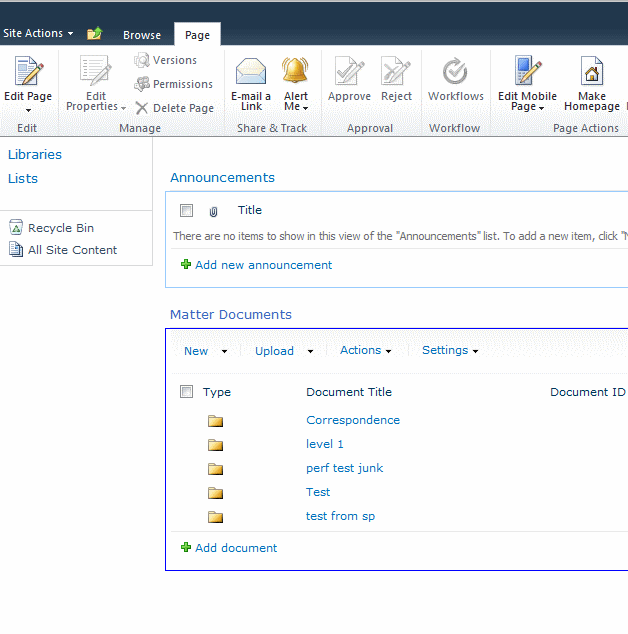 Site Actions Browse Page
Versions
Permissions
Delete Page
Edit Page
Edit Properties
E-mail a Link
Alert Me
Approve
Reject
Workflows
Edit Mobile Page
Make Homepage
Edit Manage Share & Track Approval Workflow Page Actions
Libraries
Lists
Recycle Bin
All Site Content
Announcements
Title
There are no items to show in this view of the "Announcements" list. To add a new item, click "N
Add new announcement
Matter Documents
New Upload Actions Settings
Type Document Title Document ID
Correspondence
level 1
perf test junk
Test
test from sp
Add document